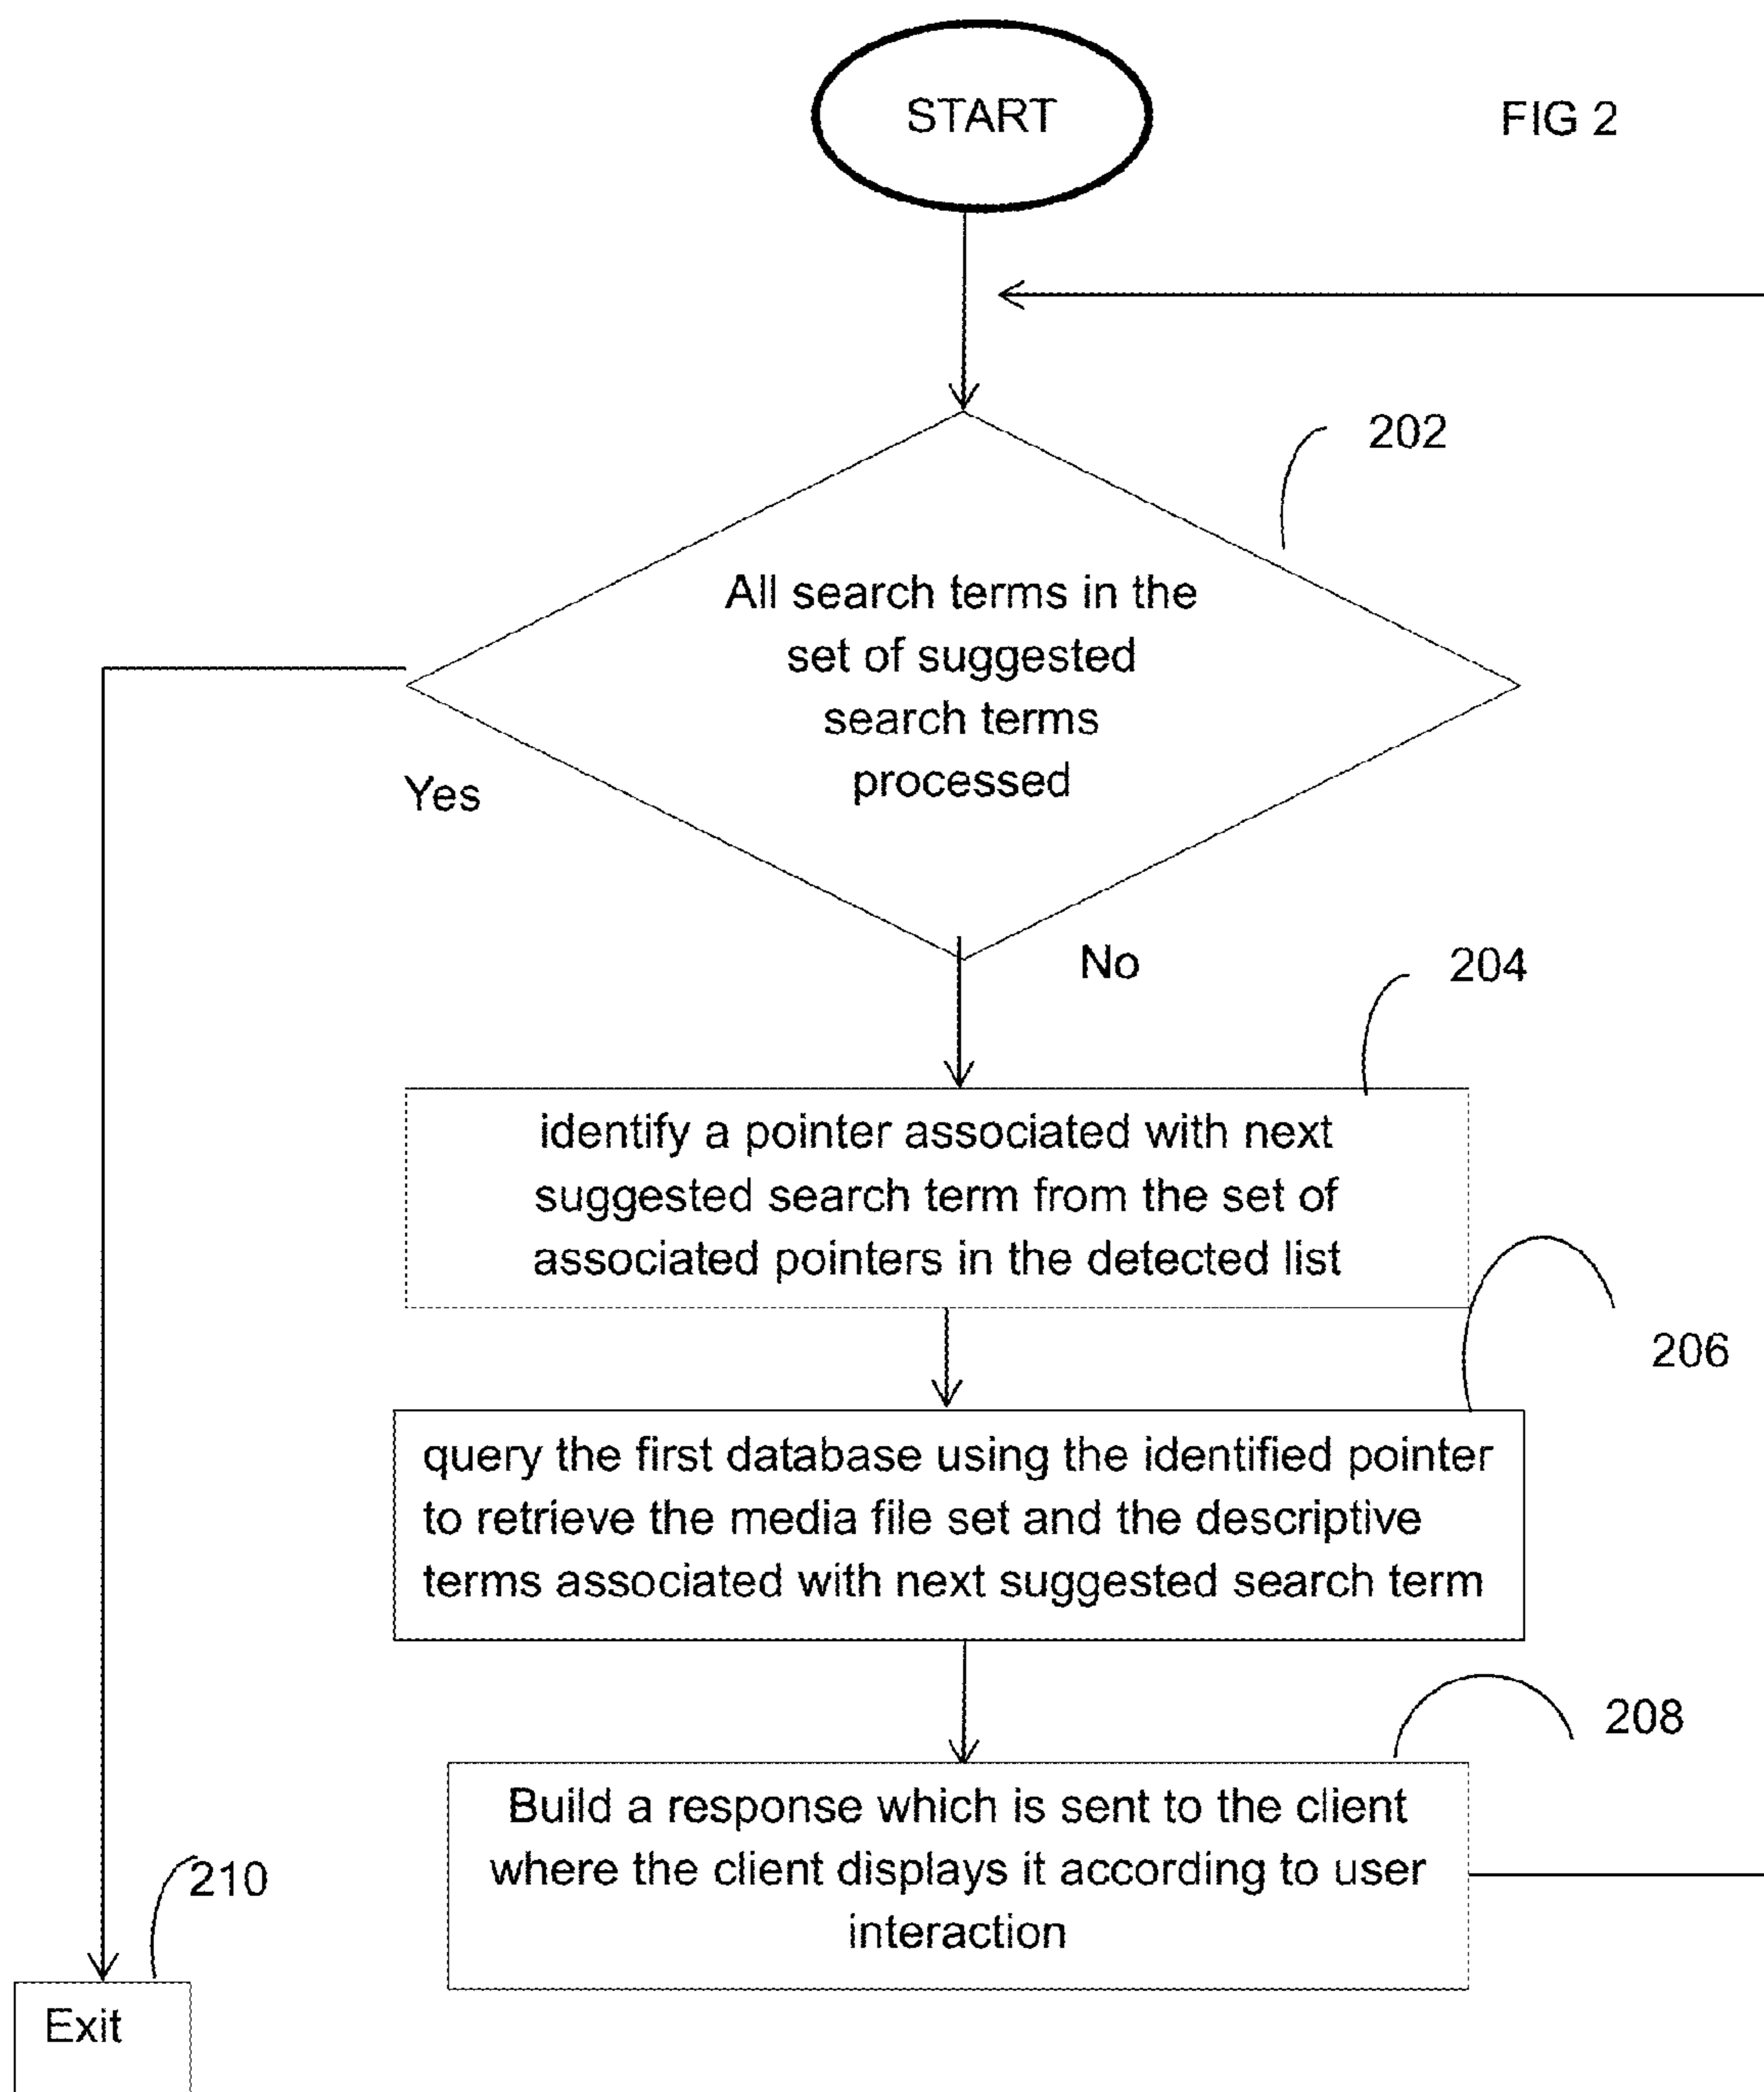 START
FIG 2
202
All search terms in the
set of suggested
search terms
processed
Yes
No
204
identify a pointer associated with next
suggested search term from the set of
associated pointers in the detected list
206
query the first database using the identified pointer
to retrieve the media file set and the descriptive
terms associated with next suggested search term
208
Build a response which is sent to the client
where the client displays it according to user
interaction
210
Exit